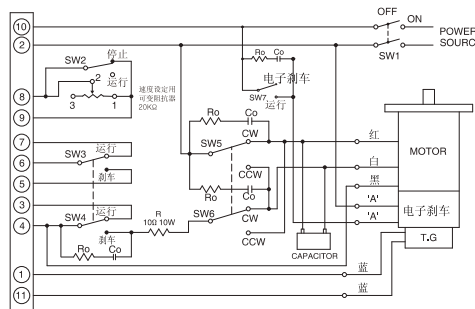 10
OFF
ON
POWER
SOURCE
2
SW1
SW2
停止
运行
Ro
Co
电子刹车
SW7
运行
8
2
3
1
速度设定用
可变阻抗器
20KΩ
9
Ro
Co
7
SW3
运行
SW5
CW
红
6
刹车
CCW
白
MOTOR
5
Ro
Co
黑
3
运行
SW6
CW
'A'
4
SW4
R
10Ω 10W
'A'
电子刹车
刹车
CCW
T.G
Ro
Co
CAPACITOR
1
蓝
11
蓝